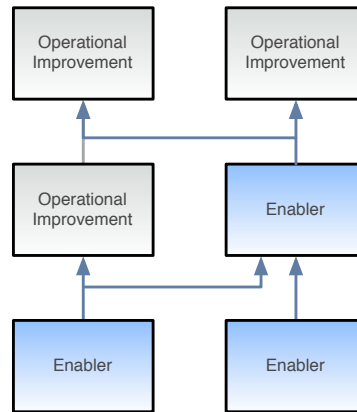 Operational
Improvement
Operational
Improvement
Operational
Improvement
Enabler
Enabler
Enabler